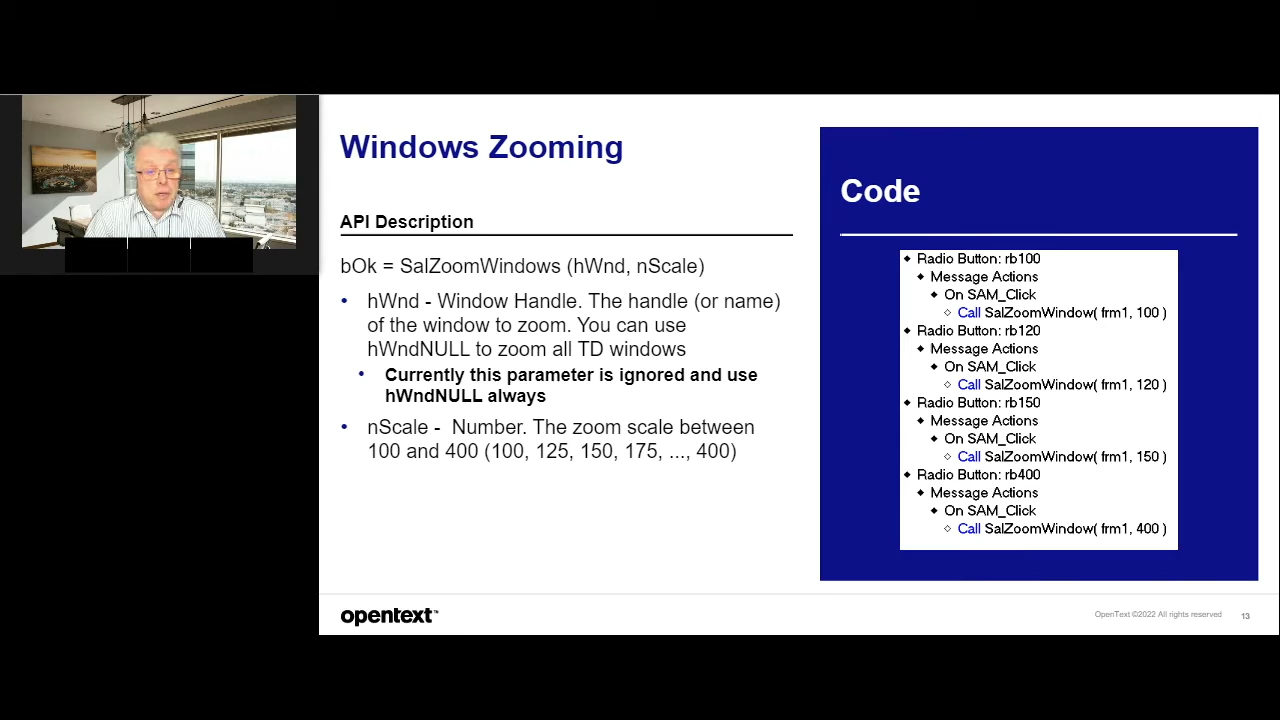 Windows Zooming
API Description
bOk = SalZoomWindows (hWnd, nScale)
• hWnd - Window Handle. The handle (or name)
of the window to zoom. You can use
hWndNULL to zoom all TD windows
• Currently this parameter is ignored and use
hWndNULL always
• nScale - Number. The zoom scale between
100 and 400 (100, 125, 150, 175, ..., 400)
Code
◆ Radio Button: rb100
◆ Message Actions
◆ On SAM_Click
◇ Call SalZoomWindow( frm1, 100 )
◆ Radio Button: rb120
◆ Message Actions
◆ On SAM_Click
◇ Call SalZoomWindow( frm1, 120 )
◆ Radio Button: rb150
◆ Message Actions
◆ On SAM_Click
◇ Call SalZoomWindow( frm1, 150 )
◆ Radio Button: rb400
◆ Message Actions
◆ On SAM_Click
◇ Call SalZoomWindow( frm1, 400 )
opentext™
OpenText ©2022 All rights reserved 13